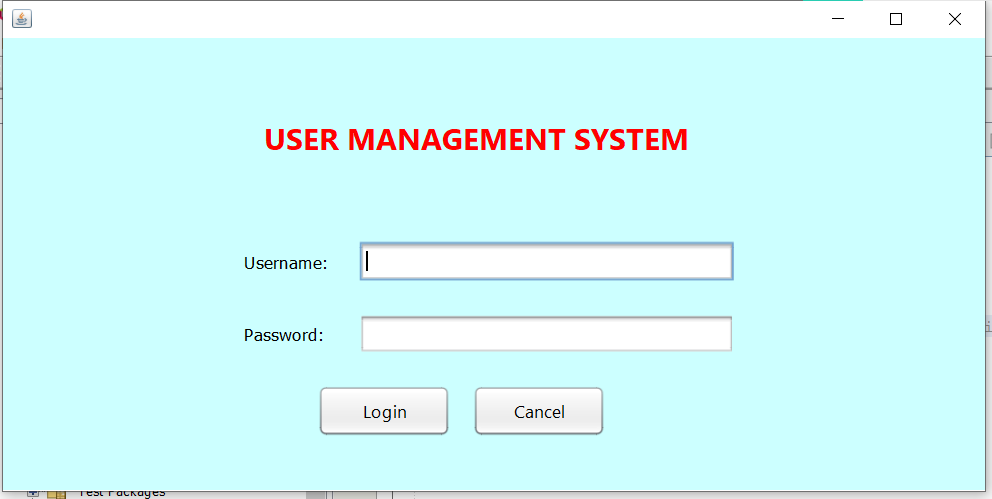 USER MANAGEMENT SYSTEM
Username:
Password:
Login Cancel
Test Packages